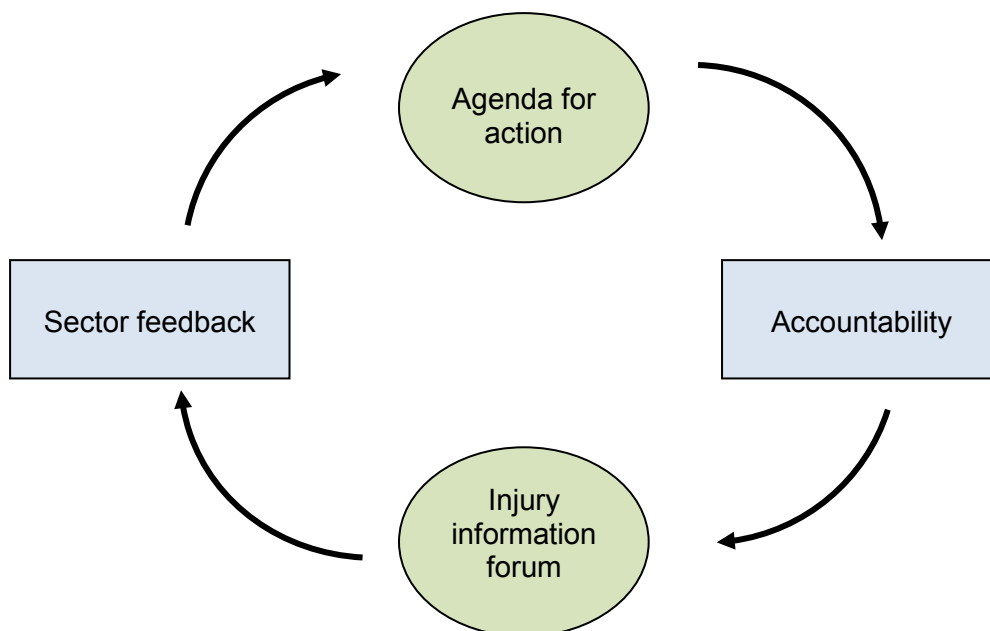 Agenda for
action
Sector feedback
Accountability
Injury
information
forum